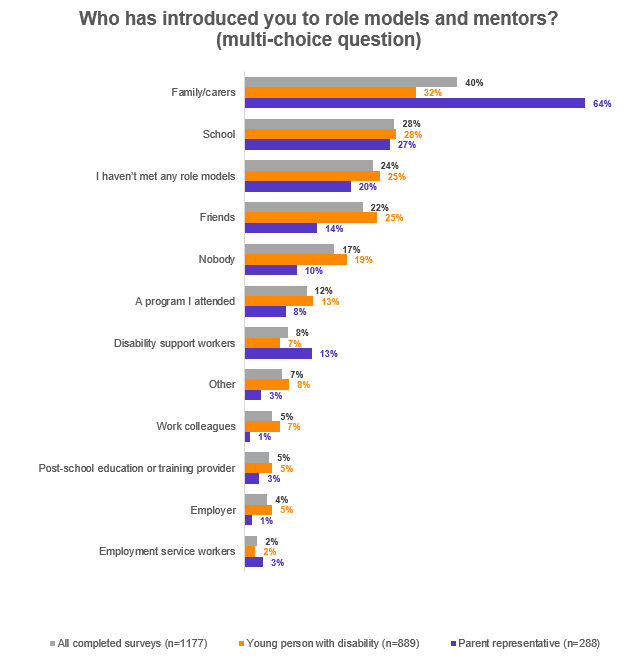 Who has introduced you to role models and mentors?
(multi-choice question)
Family/carers
40%
32%
64%
School
28%
28%
27%
I haven't met any role models
24%
25%
20%
Friends
22%
25%
14%
Nobody
17%
19%
10%
A program I attended
12%
13%
8%
Disability support workers
8%
7%
13%
Other
7%
8%
3%
Work colleagues
5%
7%
1%
Post-school education or training provider
5%
5%
3%
Employer
4%
5%
1%
Employment service workers
2%
2%
3%
All completed surveys (n=1177) Young person with disability (n=889) Parent representative (n=288)